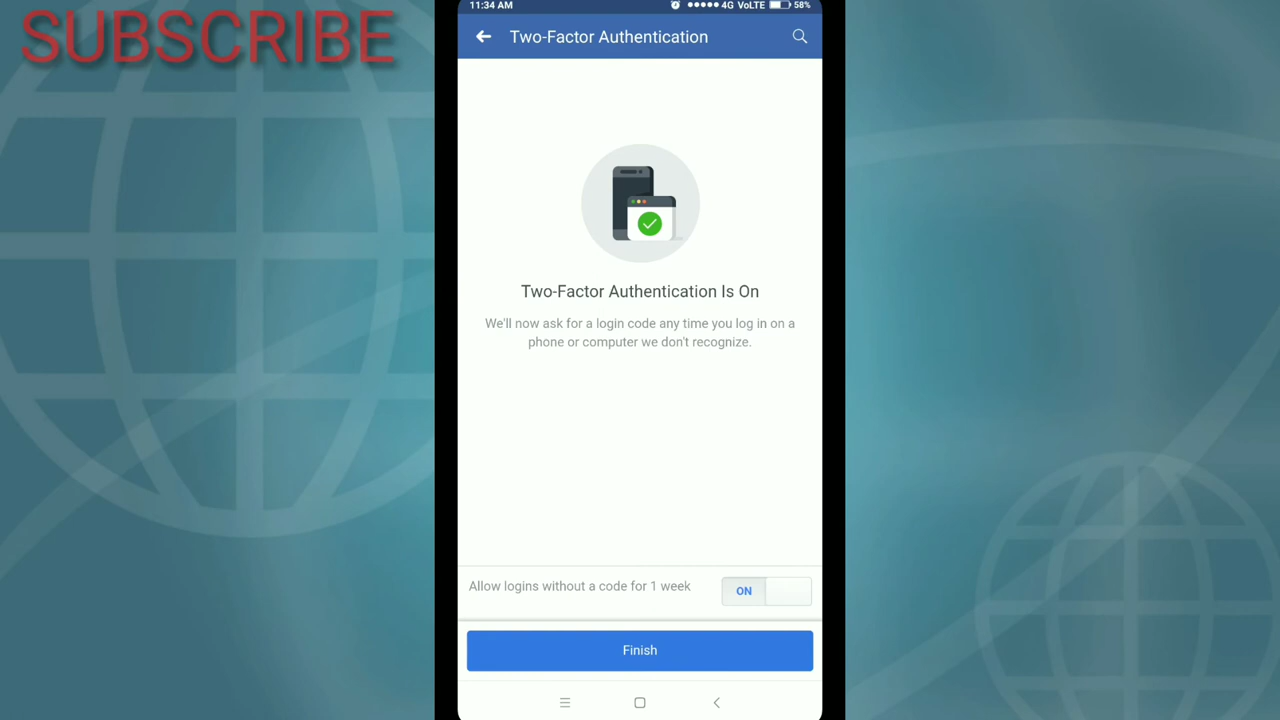 SUBSCRIBE
11:34 AM 4G VoLTE 58%
Two-Factor Authentication
Two-Factor Authentication Is On
We'll now ask for a login code any time you log in on a
phone or computer we don't recognize.
Allow logins without a code for 1 week ON
Finish